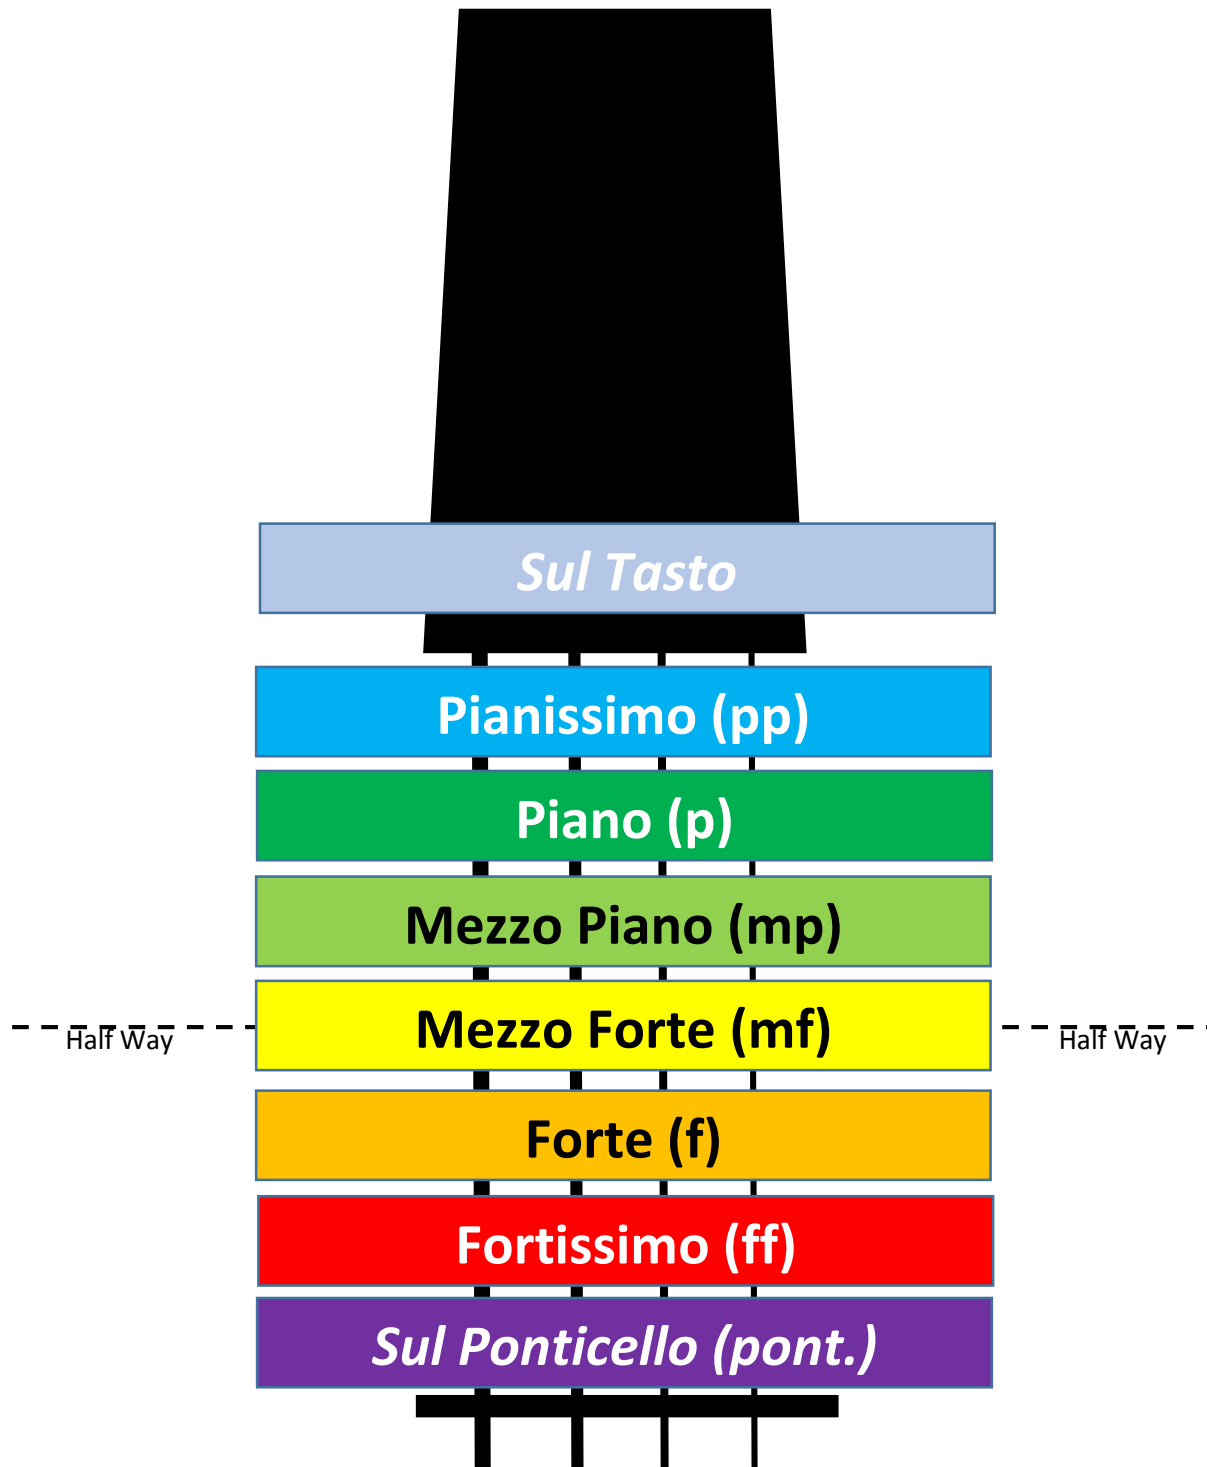 Sul Tasto
Pianissimo (pp)
Piano (p)
Mezzo Piano (mp)
Mezzo Forte (mf)
Half Way
Half Way
Forte (f)
Fortissimo (ff)
Sul Ponticello (pont.)